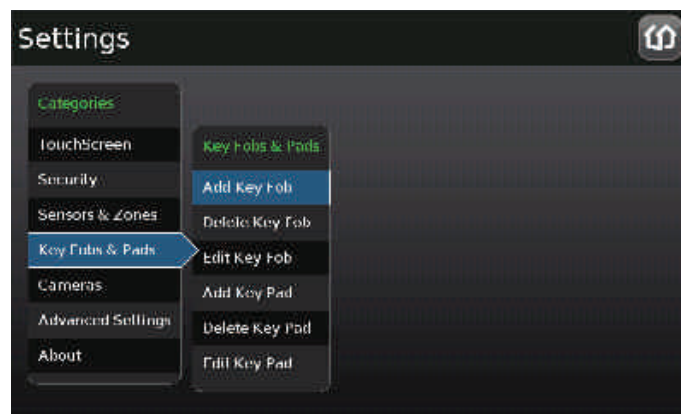 Settings
Categories
TouchScreen
Security
Sensors & Zones
Key Fobs & Pads
Cameras
Advanced Settings
About
Key Fobs & Pads
Add Key Fob
Delete Key Fob
Edit Key Fob
Add Key Pad
Delete Key Pad
Edit Key Pad